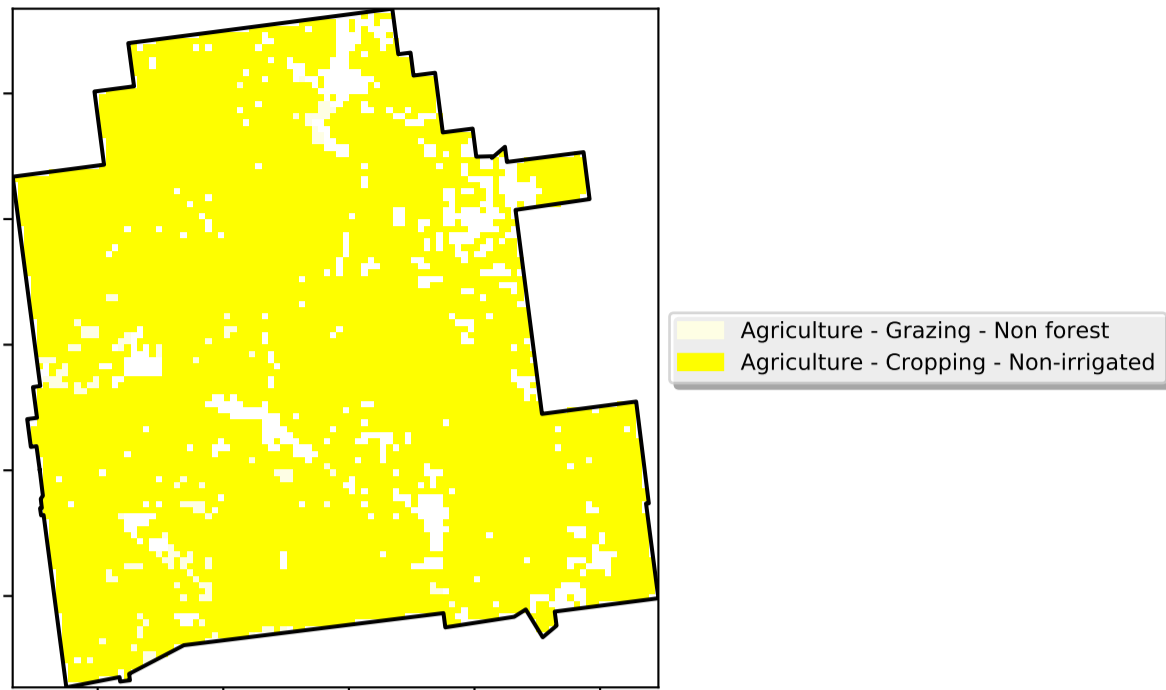 Agriculture - Grazing - Non forest
Agriculture - Cropping - Non-irrigated